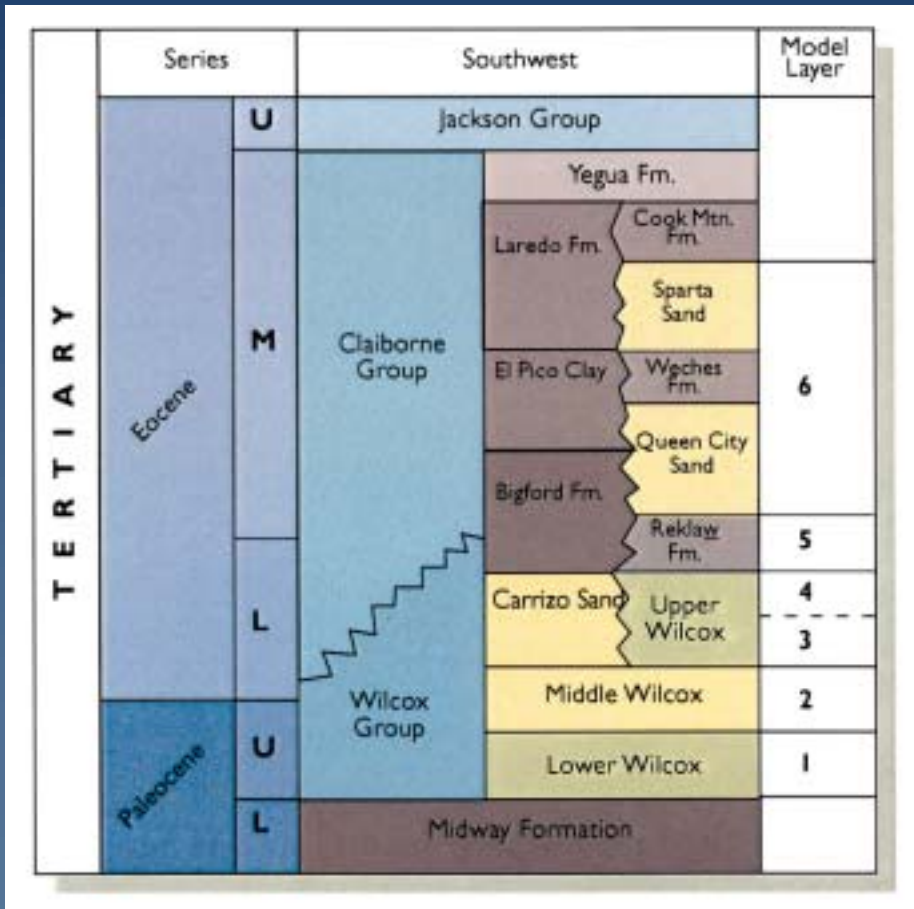 Series
Southwest
Model
Layer
TERTIARY
Eocene
Paleocene
U
M
L
U
L
Jackson Group
Claiborne
Group
Wilcox
Group
Yegua Fm.
Laredo Fm.
Cook Mtn.
Fm.
Sparta
Sand
El Pico Clay
Weches
Fm.
Queen City
Sand
Bigford Fm.
Reklaw
Fm.
Carrizo Sand
Upper
Wilcox
Middle Wilcox
Lower Wilcox
Midway Formation
6
5
4
3
2
1